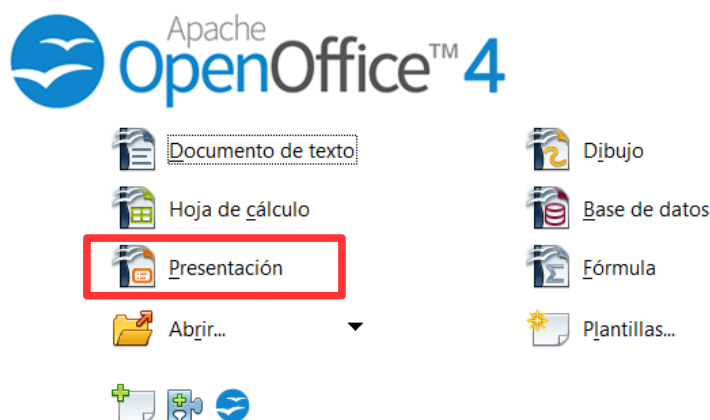 Apache
OpenOffice™ 4
Documento de texto
Dibujo
Hoja de cálculo
Base de datos
Presentación
Fórmula
Abrir...
Plantillas...